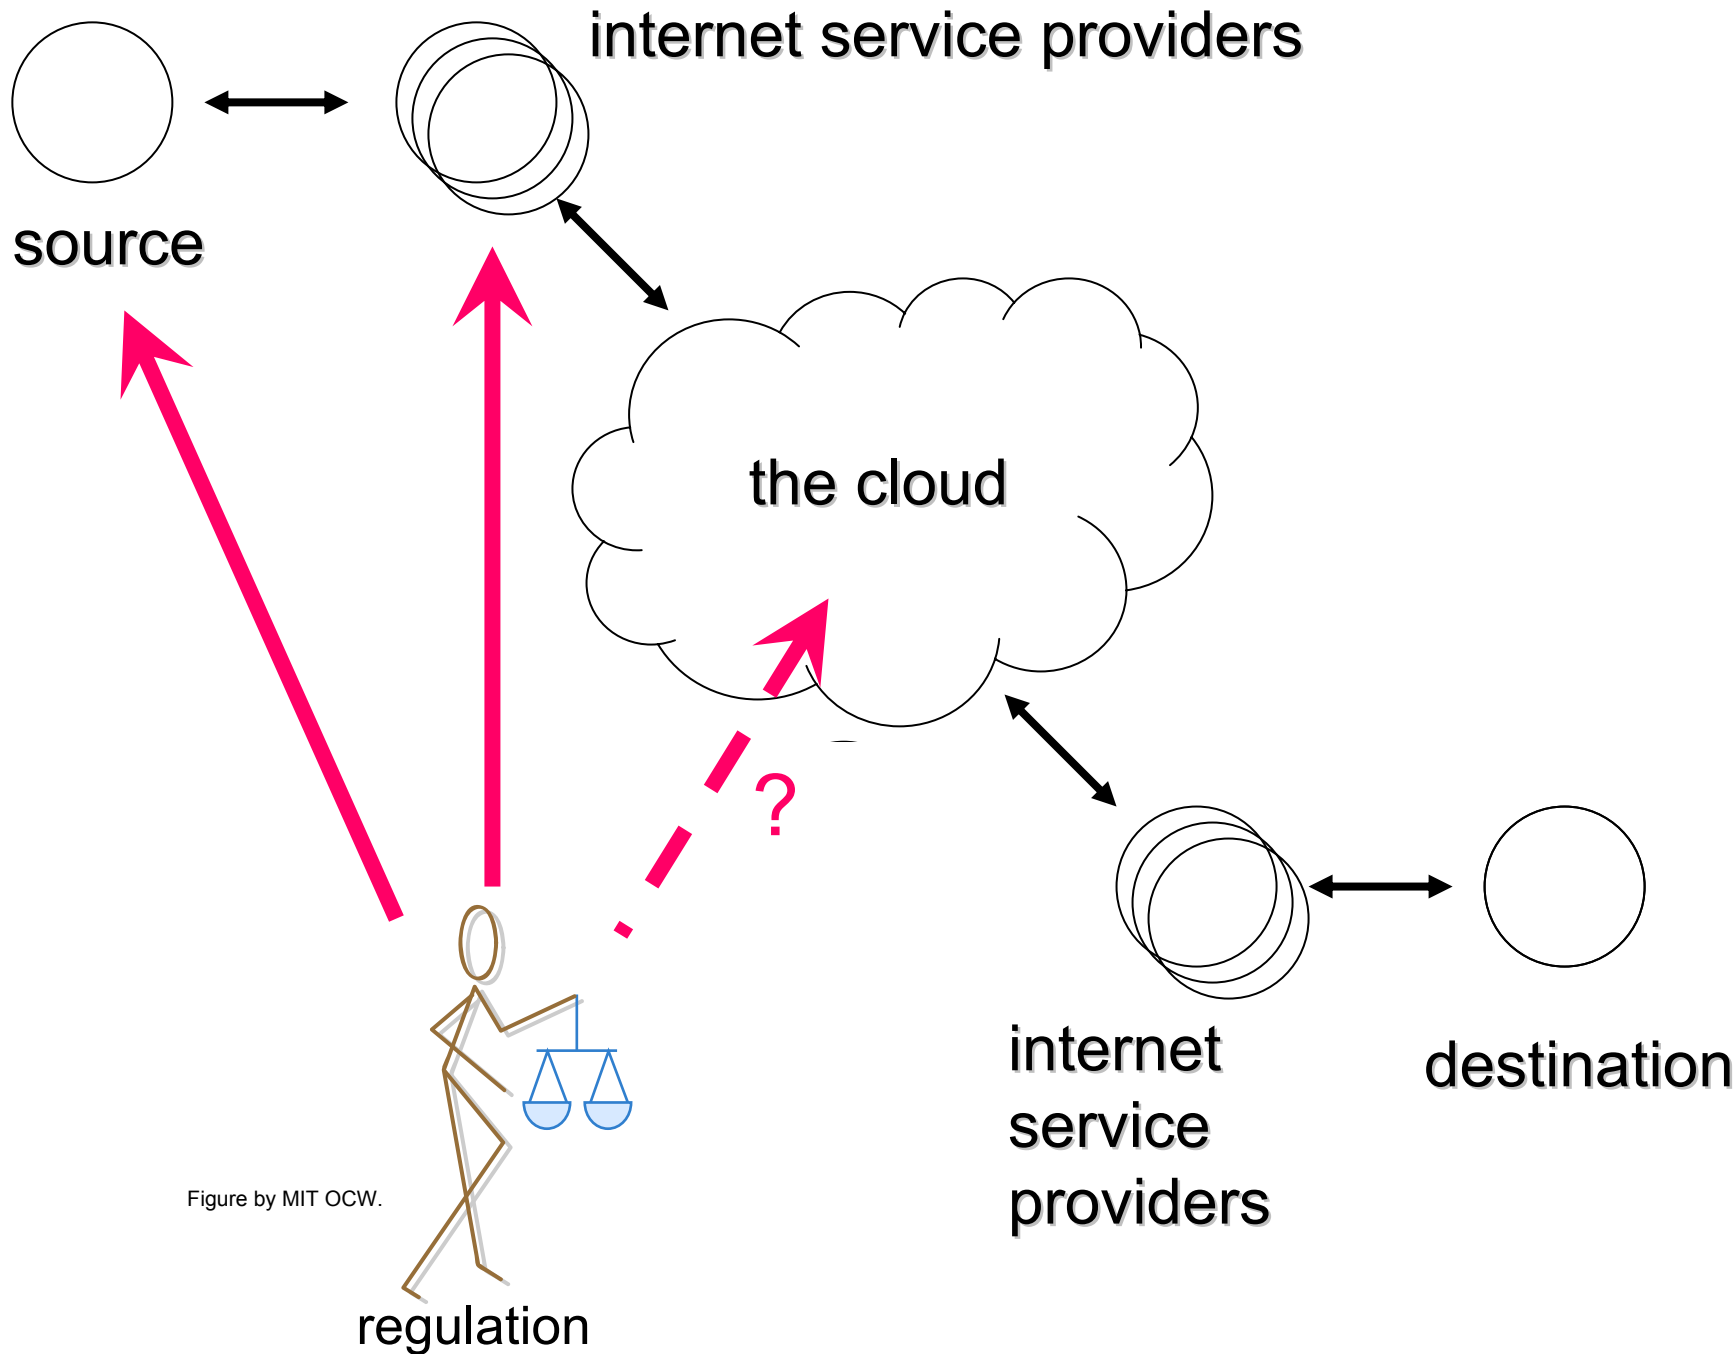 internet service providers
source
the cloud
?
internet
service
providers
destination
Figure by MIT OCW.
regulation